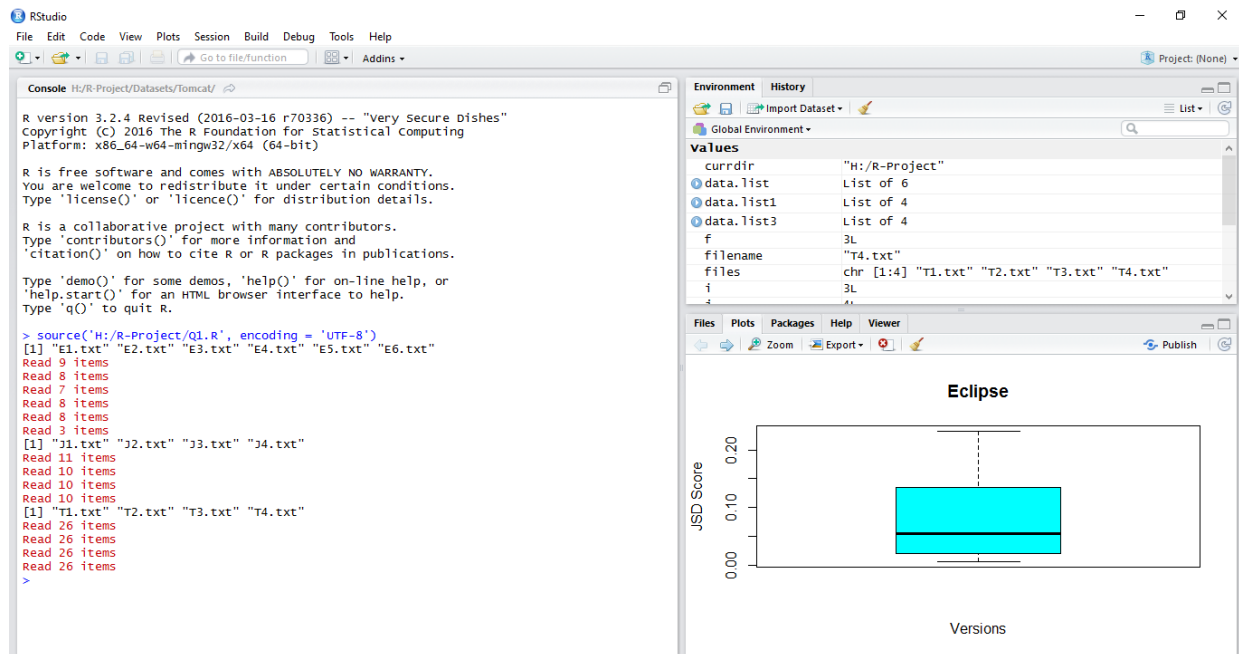 RStudio
File Edit Code View Plots Session Build Debug Tools Help
Go to file/function Addins Project: (None)
Console H:/R-Project/Datasets/Tomcat/
R version 3.2.4 Revised (2016-03-16 r70336) -- "Very Secure Dishes"
Copyright (C) 2016 The R Foundation for Statistical Computing
Platform: x86_64-w64-mingw32/x64 (64-bit)
R is free software and comes with ABSOLUTELY NO WARRANTY.
You are welcome to redistribute it under certain conditions.
Type 'license()' or 'licence()' for distribution details.
R is a collaborative project with many contributors.
Type 'contributors()' for more information and
'citation()' on how to cite R or R packages in publications.
Type 'demo()' for some demos, 'help()' for on-line help, or
'help.start()' for an HTML browser interface to help.
Type 'q()' to quit R.
> source('H:/R-Project/Q1.R', encoding = 'UTF-8')
[1] "E1.txt" "E2.txt" "E3.txt" "E4.txt" "E5.txt" "E6.txt"
Read 9 items
Read 8 items
Read 7 items
Read 8 items
Read 8 items
Read 3 items
[1] "J1.txt" "J2.txt" "J3.txt" "J4.txt"
Read 11 items
Read 10 items
Read 10 items
Read 10 items
[1] "T1.txt" "T2.txt" "T3.txt" "T4.txt"
Read 26 items
Read 26 items
Read 26 items
Read 26 items
>
Environment History
Import Dataset List
Global Environment
Values
currdir "H:/R-Project"
data.list List of 6
data.list1 List of 4
data.list3 List of 4
f 3L
filename "T4.txt"
files chr [1:4] "T1.txt" "T2.txt" "T3.txt" "T4.txt"
i 3L
Files Plots Packages Help Viewer
Zoom Export Publish
Eclipse
JSD Score
0.20
0.10
0.00
Versions